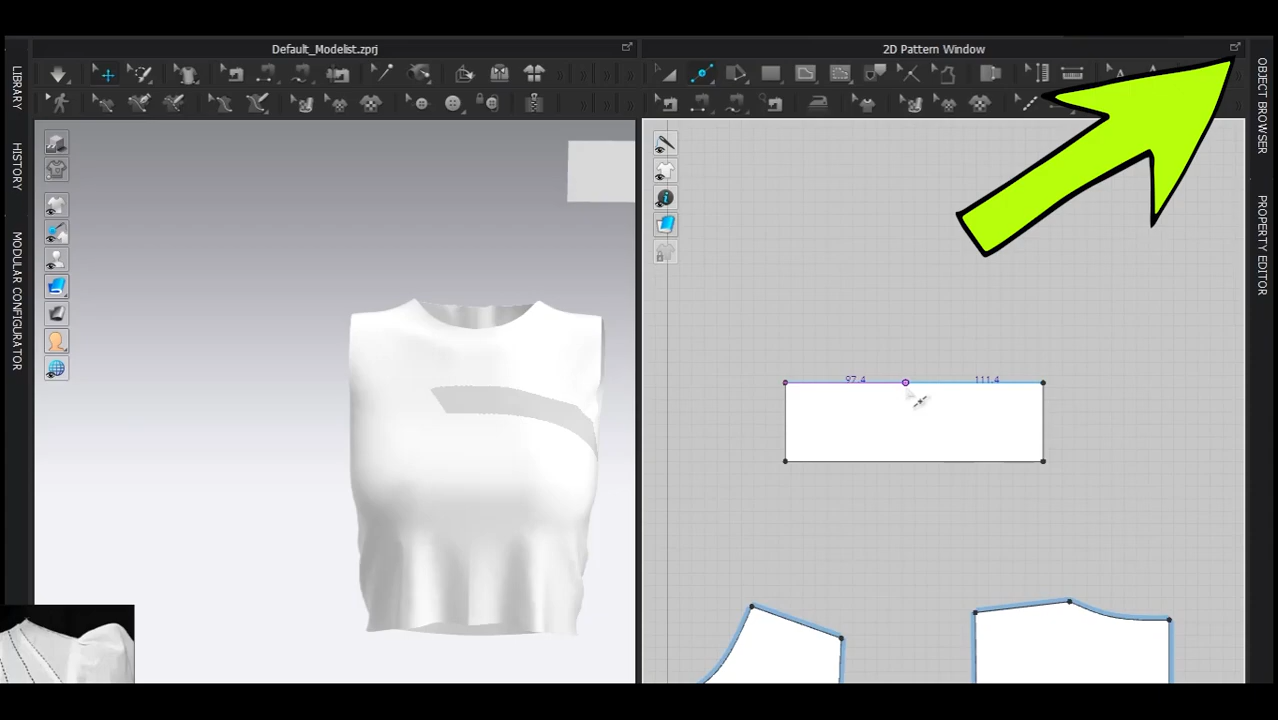 Default_Modelist.zprj
2D Pattern Window
LIBRARY
HISTORY
MODULAR CONFIGURATOR
OBJECT BROWSER
PROPERTY EDITOR
97.4
111.4